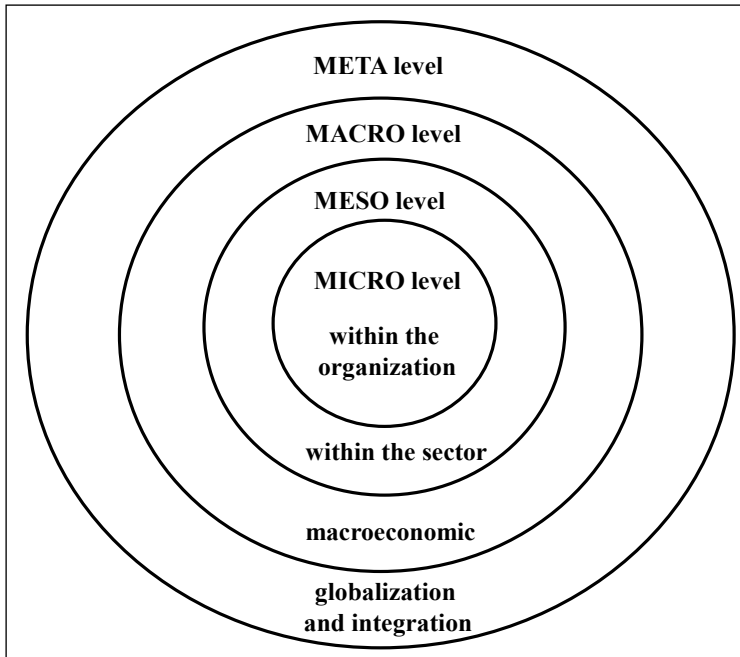 META level
MACRO level
MESO level
MICRO level
within the
organization
within the sector
macroeconomic
globalization
and integration